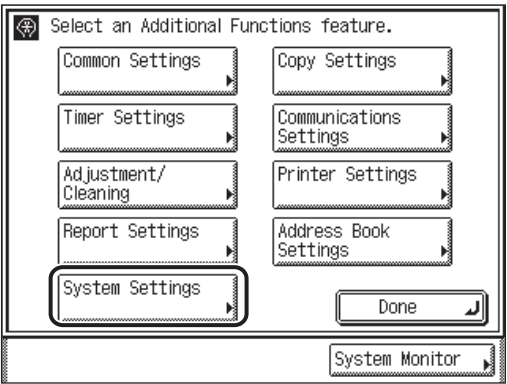 Select an Additional Functions feature.
Common Settings
Copy Settings
Timer Settings
Communications
Settings
Adjustment/
Cleaning
Printer Settings
Report Settings
Address Book
Settings
System Settings
Done
System Monitor